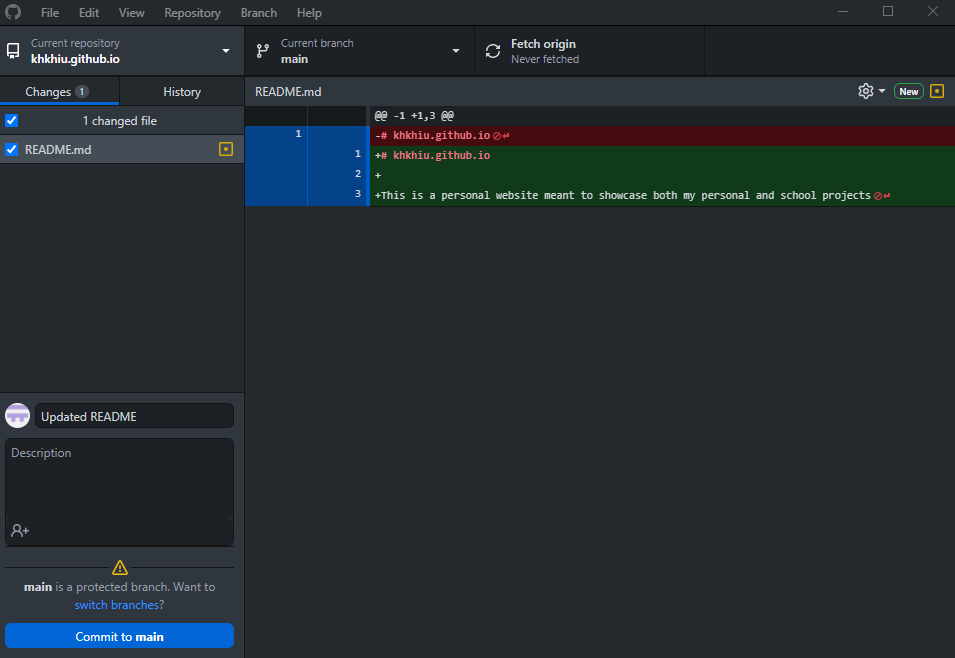 File Edit View Repository Branch Help
Current repository
khkhiu.github.io
Current branch
main
Fetch origin
Never fetched
Changes 1 History
README.md
New
1 changed file
README.md
@@ -1 +1,3 @@
1 -# khkhiu.github.io
1 +# khkhiu.github.io
2 +
3 +This is a personal website meant to showcase both my personal and school projects
Updated README
Description
main is a protected branch. Want to
switch branches?
Commit to main